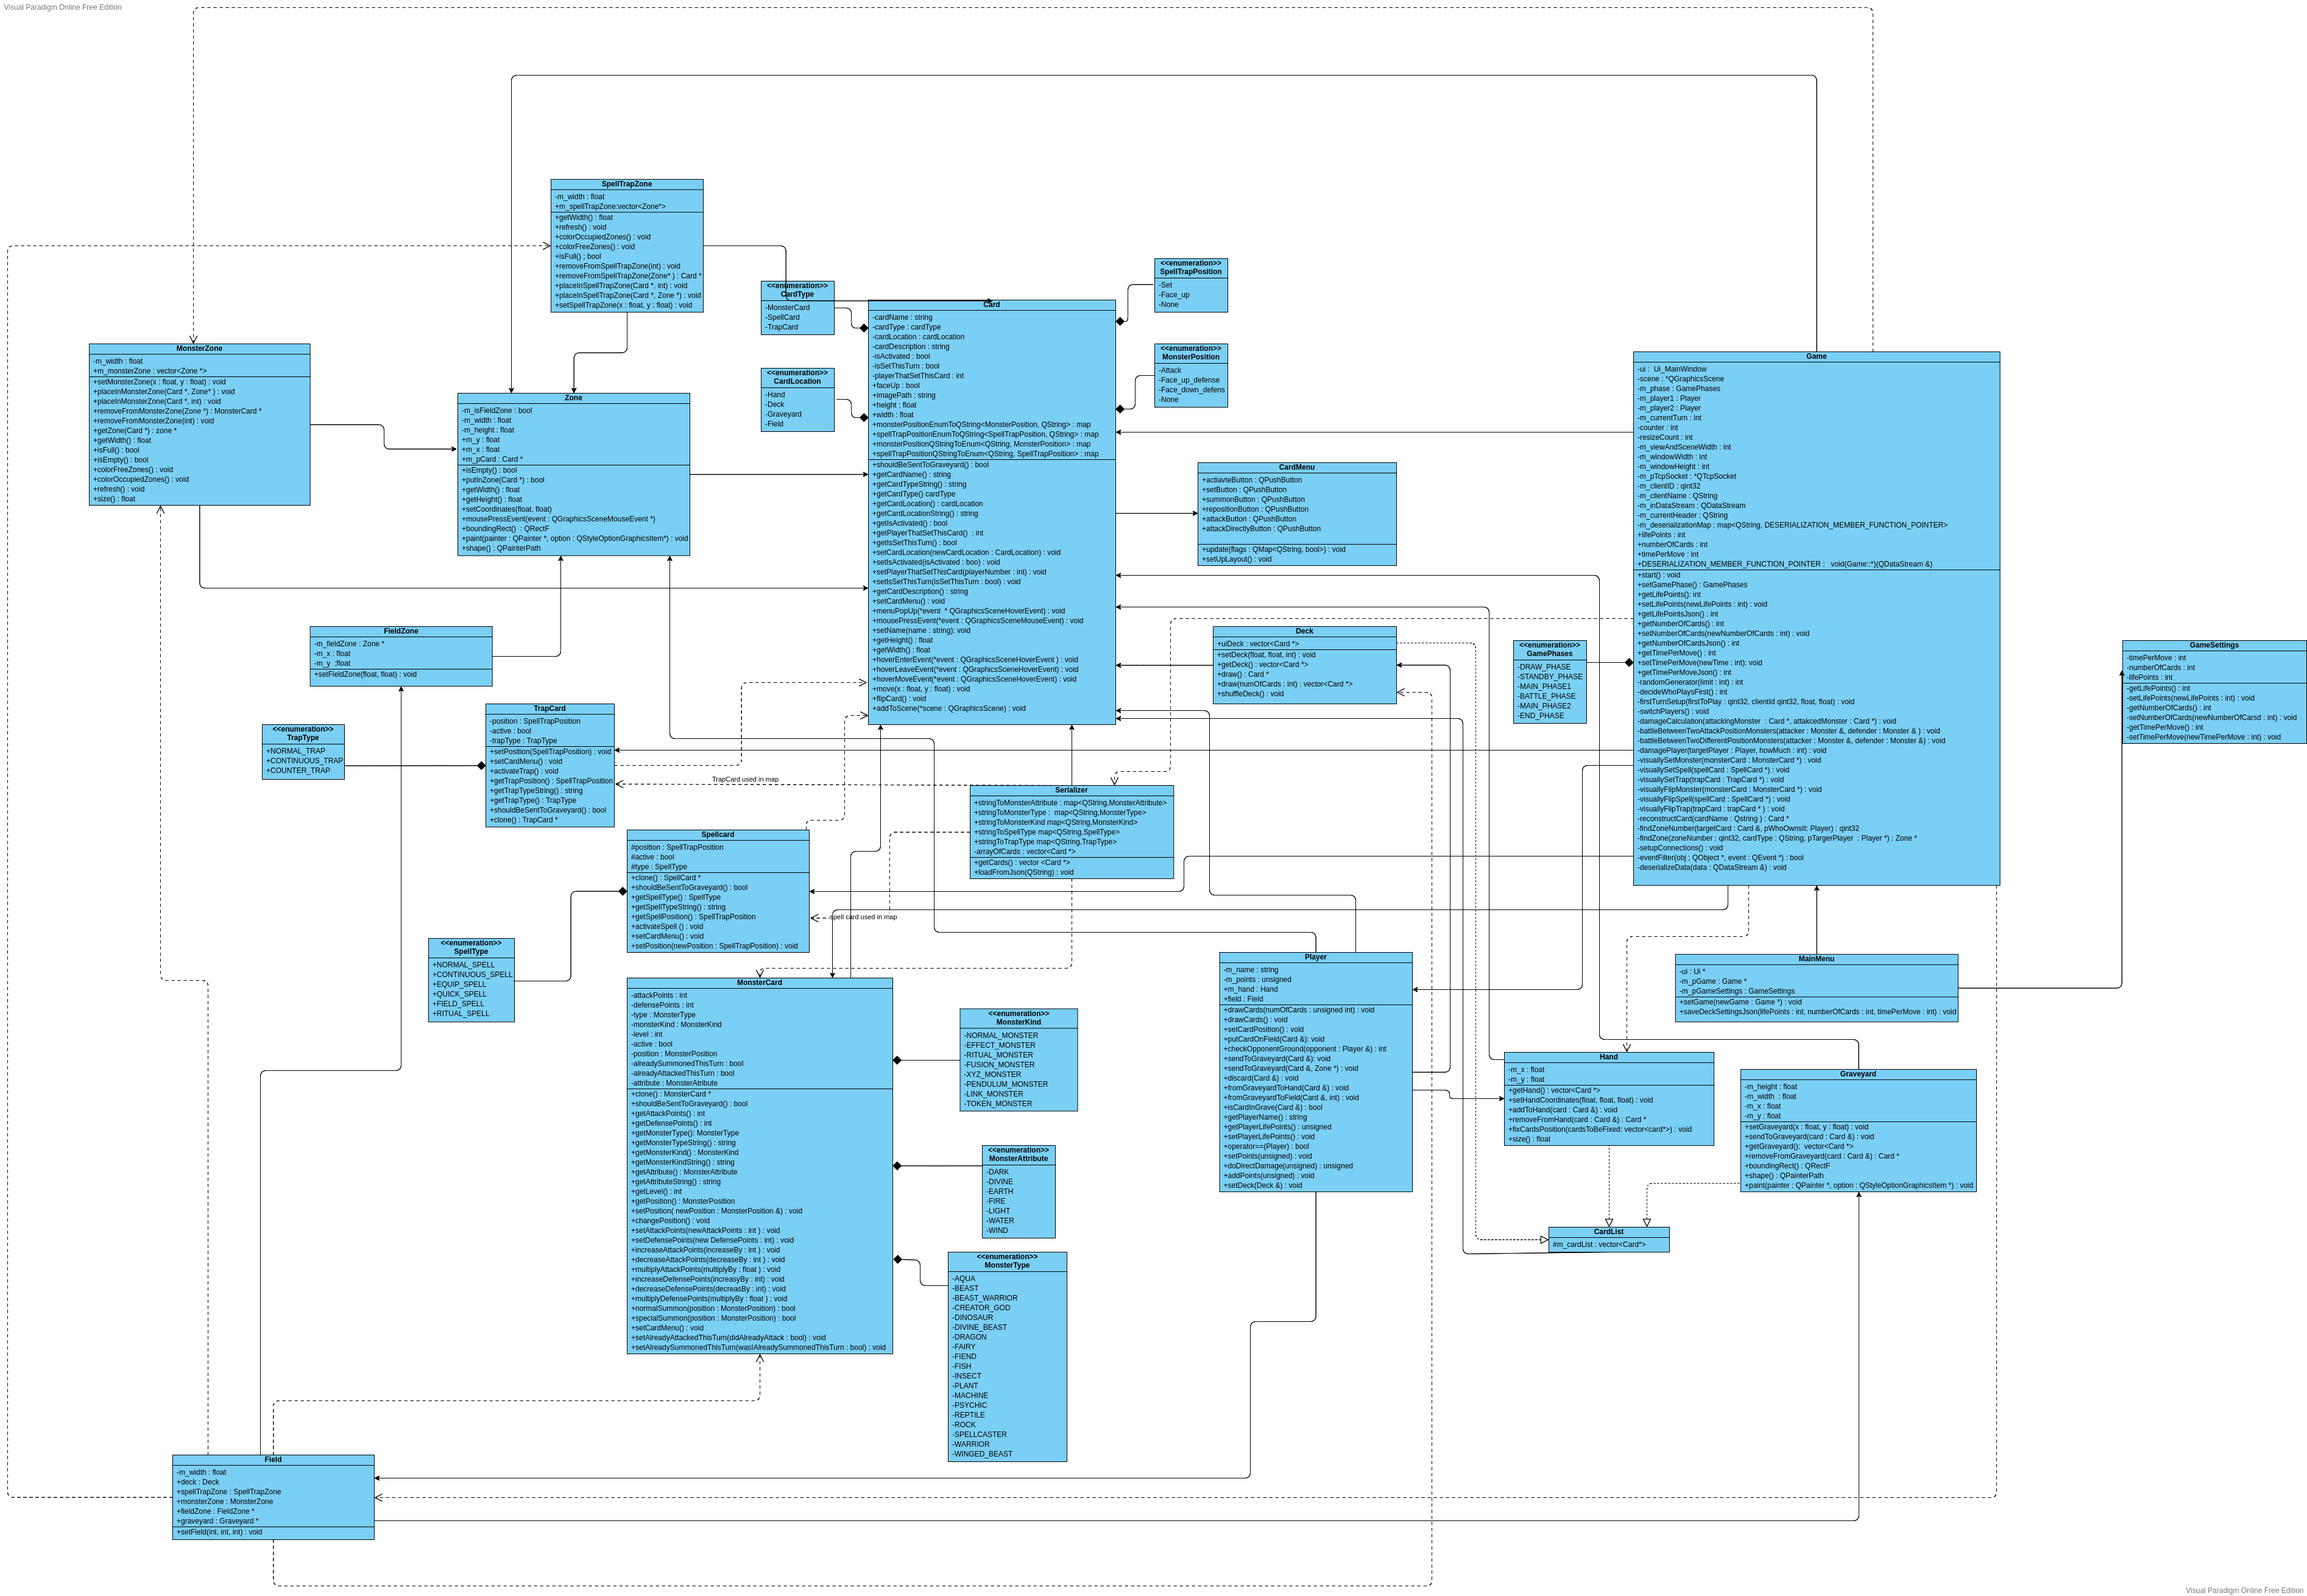 Visual Paradigm Online Free Edition
SpellTrapZone
-m_width : float
+m_spellTrapZone:vector<Zone*>
+getWidth() : float
+refresh() : void
+colorOccupiedZones() : void
+colorFreeZones() : void
+isFull() ; bool
+removeFromSpellTrapZone(int) : void
+removeFromSpellTrapZone(Zone* ) : Card *
+placeInSpellTrapZone(Card *, int) : void
+placeInSpellTrapZone(Card *, Zone *) : void
+setSpellTrapZone(x : float, y : float) : void
<<enumeration>>
CardType
-MonsterCard
-SpellCard
-TrapCard
<<enumeration>>
CardLocation
-Hand
-Deck
-Graveyard
-Field
<<enumeration>>
SpellTrapPosition
-Set
-Face_up
-None
<<enumeration>>
MonsterPosition
-Attack
-Face_up_defense
-Face_down_defens
-None
MonsterZone
-m_width : float
+m_monsterZone : vector<Zone *>
+setMonsterZone(x : float, y : float) : void
+placeInMonsterZone(Card *, Zone* ) : void
+placeInMonsterZone(Card *, int) : void
+removeFromMonsterZone(Zone *) : MonsterCard *
+removeFromMonsterZone(int) : void
+getZone(Card *) : zone *
+getWidth() : float
+isFull() : bool
+isEmpty() : bool
+colorFreeZones() : void
+colorOccupiedZones() : void
+refresh() : void
+size() : float
Zone
-m_isFieldZone : bool
-m_width : float
-m_height : float
+m_y : float
+m_x : float
+m_pCard : Card *
+isEmpty() : bool
+putInZone(Card *) : bool
+getWidth() : float
+getHeight() : float
+setCoordinates(float, float)
+mousePressEvent(event : QGraphicsSceneMouseEvent *)
+boundingRect()  : QRectF
+paint(painter : QPainter *, option : QStyleOptionGraphicsItem*) : void
+shape() : QPainterPath
Card
-cardName : string
-cardType : cardType
-cardLocation : cardLocation
-cardDescription : string
-isActivated : bool
-isSetThisTurn : bool
-playerThatSetThisCard : int
+faceUp : bool
+imagePath : string
+height : float
+width : float
+monsterPositionEnumToQString<MonsterPosition, QString> : map
+spellTrapPositionEnumToQString<SpellTrapPosition, QString> : map
+monsterPositionQStringToEnum<QString, MonsterPosition> : map
+spellTrapPositionQStringToEnum<QString, SpellTrapPosition> : map
+shouldBeSentToGraveyard() : bool
+getCardName() : string
+getCardTypeString() : string
+getCardType() cardType
+getCardLocation() : cardLocation
+getCardLocationString() : string
+getIsActivated() : bool
+getPlayerThatSetThisCard()  : int
+getIsSetThisTurn() : bool
+setCardLocation(newCardLocation : CardLocation) : void
+setIsActivated(isActivated : boo) : void
+setPlayerThatSetThisCard(playerNumber : int) : void
+setIsSetThisTurn(isSetThisTurn : bool) : void
+getCardDescription() : string
+setCardMenu() : void
+menuPopUp(*event  * QGraphicsSceneHoverEvent) : void
+mousePressEvent(*event : QGraphicsSceneMouseEvent) : void
+setName(name : string): void
+getHeight() : float
+getWidth() : float
+hoverEnterEvent(*event : QGraphicsSceneHoverEvent ) : void
+hoverLeaveEvent(*event : QGraphicsSceneHoverEvent) : void
+hoverMoveEvent(*event : QGraphicsSceneHoverEvent) : void
+move(x : float, y : float) : void
+flipCard() : void
+addToScene(*scene : QGraphicsScene) : void
CardMenu
+actiavteButton : QPushButton
+setButton : QPushButton
+summonButton : QPushButton
+repositionButton : QPushButton
+attackButton : QPushButton
+attackDirectlyButton : QPushButton
+update(flags : QMap<QString, bool>) : void
+setUpLayout() : void
Game
-ui :  Ui_MainWindow
-scene : *QGraphicsScene
-m_phase : GamePhases
-m_player1 : Player
-m_player2 : Player
-m_currentTurn : int
-counter : int
-resizeCount : int
-m_viewAndSceneWidth : int
-m_windowWidth : int
-m_windowHeight : int
-m_pTcpSocket : *QTcpSocket
-m_clientID : qint32
-m_clientName : QString
-m_inDataStream : QDataStream
-m_currentHeader : QString
-m_deserializationMap : map<QString, DESERIALIZATION_MEMBER_FUNCTION_POINTER>
+lifePoints : int
+numberOfCards : int
+timePerMove : int
+DESERIALIZATION_MEMBER_FUNCTION_POINTER :   void(Game::*)(QDataStream &)
+start() : void
+setGamePhase() : GamePhases
+getLifePoints(): int
+setLifePoints(newLifePoints : int) : void
+getLifePointsJson() : int
+getNumberOfCards() : int
+setNumberOfCards(newNumberOfCards : int) : void
+getNumberOfCardsJson() : int
+getTimePerMove() : int
+setTimePerMove(newTime : int): void
+getTimePerMoveJson() : int
-randomGenerator(limit : int) : int
-decideWhoPlaysFirst() : int
-firstTurnSetup(firstToPlay : qint32, clientId qint32, float, float) : void
-switchPlayers() : void
-damageCalculation(attackingMonster  : Card *, attakcedMonster : Card *) : void
-battleBetweenTwoAttackPositionMonsters(attacker : Monster &, defender : Monster & ) : void
-battleBetweenTwoDifferentPositionMonsters(attacker : Monster &, defender : Monster &) : void
-damagePlayer(targetPlayer : Player, howMuch : int) : void
-visuallySetMonster(monsterCard : MonsterCard *) : void
-visuallySetSpell(spellCard : SpellCard *) : void
-visuallySetTrap(trapCard : TrapCard *) : void
-visuallyFlipMonster(monsterCard : MonsterCard *) : void
-visuallyFlipSpell(spellCard : SpellCard *) : void
-visuallyFlipTrap(trapCard : trapCard * ) : void
-reconstructCard(cardName : Qstring ) : Card *
-findZoneNumber(targetCard : Card &, pWhoOwnsIt: Player) : qint32
-findZone(zoneNumber : qint32, cardType : QString, pTargerPlayer  : Player *) : Zone *
-setupConnections() : void
-eventFilter(obj ; QObject *, event : QEvent *) : bool
-deserializeData(data : QDataStream &) : void
FieldZone
-m_fieldZone : Zone *
-m_x : float
-m_y  :float
+setFieldZone(float, float) : void
Deck
+uiDeck : vector<Card *>
+setDeck(float, float, int) : void
+getDeck() : vector<Card *>
+draw() : Card *
+draw(numOfCards : int) : vector<Card *>
+shuffleDeck() : void
<<enumeration>>
GamePhases
-DRAW_PHASE
-STANDBY_PHASE
-MAIN_PHASE1
-BATTLE_PHASE
-MAIN_PHASE2
-END_PHASE
GameSettings
-timePerMove : int
-numberOfCards : int
-lifePoints : int
-getLifePoints() : int
-setLifePoints(newLifePoints : int) : void
-getNumberOfCards() : int
-setNumberOfCards(newNumberOfCarsd : int) : void
-getTimePerMove() : int
-setTimePerMove(newTimePerMove : int) : void
<<enumeration>>
TrapType
+NORMAL_TRAP
+CONTINUOUS_TRAP
+COUNTER_TRAP
TrapCard
-position : SpellTrapPosition
-active : bool
-trapType : TrapType
+setPosition(SpellTrapPosition) : void
+setCardMenu() : void
+activateTrap() : void
+getTrapPosition() : SpellTrapPosition
+getTrapTypeString() : string
+getTrapType() : TrapType
+shouldBeSentToGraveyard() : bool
+clone() : TrapCard *
TrapCard used in map
Serializer
+stringToMonsterAttribute : map<QString,MonsterAttribute>
+stringToMonsterType :  map<QString,MonsterType>
+stringToMonsterKind map<QString,MonsterKind>
+stringToSpellType map<QString,SpellType>
+stringToTrapType map<QString,TrapType>
-arrayOfCards : vector<Card *>
+getCards() : vector <Card *>
+loadFromJson(QString) : void
Spellcard
#position : SpellTrapPosition
#active : bool
#type : SpellType
+clone() : SpellCard *
+shouldBeSentToGraveyard() : bool
+getSpellType() : SpellType
+getSpellTypeString() : string
+getSpellPosition() : SpellTrapPosition
+activateSpell () : void
+setCardMenu() : void
+setPosition(newPosition : SpellTrapPosition) : void
spell card used in map
<<enumeration>>
SpellType
+NORMAL_SPELL
+CONTINUOUS_SPELL
+EQUIP_SPELL
+QUICK_SPELL
+FIELD_SPELL
+RITUAL_SPELL
MonsterCard
-attackPoints : int
-defensePoints : int
-type : MonsterType
-monsterKind : MonsterKind
-level : int
-active : bool
-position : MonsterPosition
-alreadySummonedThisTurn : bool
-alreadyAttackedThisTurn : bool
-attribute : MonsterAtribute
+clone() : MonsterCard *
+shouldBeSentToGraveyard() : bool
+getAttackPoints() : int
+getDefensePoints() : int
+getMonsterType(): MonsterType
+getMonsterTypeString() : string
+getMonsterKind() : MonsterKind
+getMonsterKindString() : string
+getAttribute() : MonsterAttribute
+getAttributeString() : string
+getLevel() : int
+getPosition() : MonsterPosition
+setPosition( newPosition : MonsterPosition &) : void
+changePosition() : void
+setAttackPoints(newAttackPoints : int ) : void
+setDefensePoints(new DefensePoints : int) : void
+increaseAttackPoints(increaseBy : int ) : void
+decreaseAttackPoints(decreaseBy : int ) : void
+multiplyAttackPoints(multiplyBy : float ) : void
+increaseDefensePoints(increasyBy : int) : void
+decreaseDefensePoints(decreasBy : int) : void
+multiplyDefensePoints(multiplyBy : float ) : void
+normalSummon(position : MonsterPosition) : bool
+specialSummon(position : MonsterPosition) : bool
+setCardMenu() : void
+setAlreadyAttackedThisTurn(didAlreadyAttack : bool) : void
+setAlreadySummonedThisTurn(wasIAlreadySummonedThisTurn : bool) : void
<<enumeration>>
MonsterKind
-NORMAL_MONSTER
-EFFECT_MONSTER
-RITUAL_MONSTER
-FUSION_MONSTER
-XYZ_MONSTER
-PENDULUM_MONSTER
-LINK_MONSTER
-TOKEN_MONSTER
<<enumeration>>
MonsterAttribute
-DARK
-DIVINE
-EARTH
-FIRE
-LIGHT
-WATER
-WIND
<<enumeration>>
MonsterType
-AQUA
-BEAST
-BEAST_WARRIOR
-CREATOR_GOD
-DINOSAUR
-DIVINE_BEAST
-DRAGON
-FAIRY
-FIEND
-FISH
-INSECT
-PLANT
-MACHINE
-PSYCHIC
-REPTILE
-ROCK
-SPELLCASTER
-WARRIOR
-WINGED_BEAST
Player
-m_name : string
-m_points : unsigned
+m_hand : Hand
+field : Field
+drawCards(numOfCards : unsigned int) : void
+drawCards() : void
+setCardPosition() : void
+putCardOnField(Card &): void
+checkOpponentGround(opponent : Player &) : int
+sendToGraveyard(Card &): void
+sendToGraveyard(Card &, Zone *) : void
+discard(Card &) : void
+fromGraveyardToHand(Card &) : void
+fromGraveyardToField(Card &, int) : void
+isCardInGrave(Card &) : bool
+getPlayerName() : string
+getPlayerLifePoints() : unsigned
+setPlayerLifePoints() : void
+operator==(Player) : bool
+setPoints(unsigned) : void
+doDirectDamage(unsigned) : unsigned
+addPoints(unsigned) : void
+setDeck(Deck &) : void
MainMenu
-ui : Ui *
-m_pGame : Game *
-m_pGameSettings : GameSettings
+setGame(newGame : Game *) : void
+saveDeckSettingsJson(lifePoints : int, numberOfCards : int, timePerMove : int) : void
Hand
-m_x : float
-m_y : float
+getHand() : vector<Card *>
+setHandCoordinates(float, float, float) : void
+addToHand(card : Card &) : void
+removeFromHand(card : Card &) : Card *
+fixCardsPosition(cardsToBeFixed: vector<card*>) : void
+size() : float
Graveyard
-m_height : float
-m_width  : float
-m_x : float
-m_y : float
+setGraveyard(x : float, y : float) : void
+sendToGraveyard(card : Card &) : void
+getGraveyard():  vector<Card *>
+removeFromGraveyard(card : Card &) : Card *
+boundingRect() : QRectF
+shape() : QPainterPath
+paint(painter : QPainter *, option : QStyleOptionGraphicsItem *) : void
CardList
#m_cardList : vector<Card*>
Field
-m_width : float
+deck : Deck
+spellTrapZone : SpellTrapZone
+monsterZone : MonsterZone
+fieldZone : FieldZone *
+graveyard : Graveyard *
+setField(int, int, int) : void
Visual Paradigm Online Free Edition